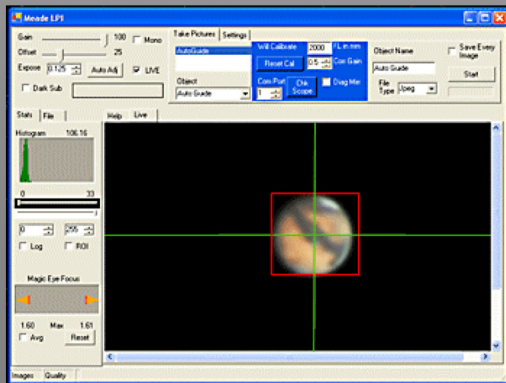 Meade LPI
Gain 100 Mono
Offset 25
Expose 0.125 Auto Adj LIVE
Dark Sub
Take Pictures Settings
AutoGuide
Object
Auto Guide
Will Calibrate 2000 FL in mm
Reset Cal 0.5 Corr Gain
Com Port Chk Scope Diag Mirr
1
Object Name
Auto Guide
File Type Jpeg
Save Every Image
Start
Stats File Help Live
Histogram 106.16
0 33
0 255
Log ROI
Magic Eye Focus
1.60 Max 1.61
Avg Reset
Images Quality